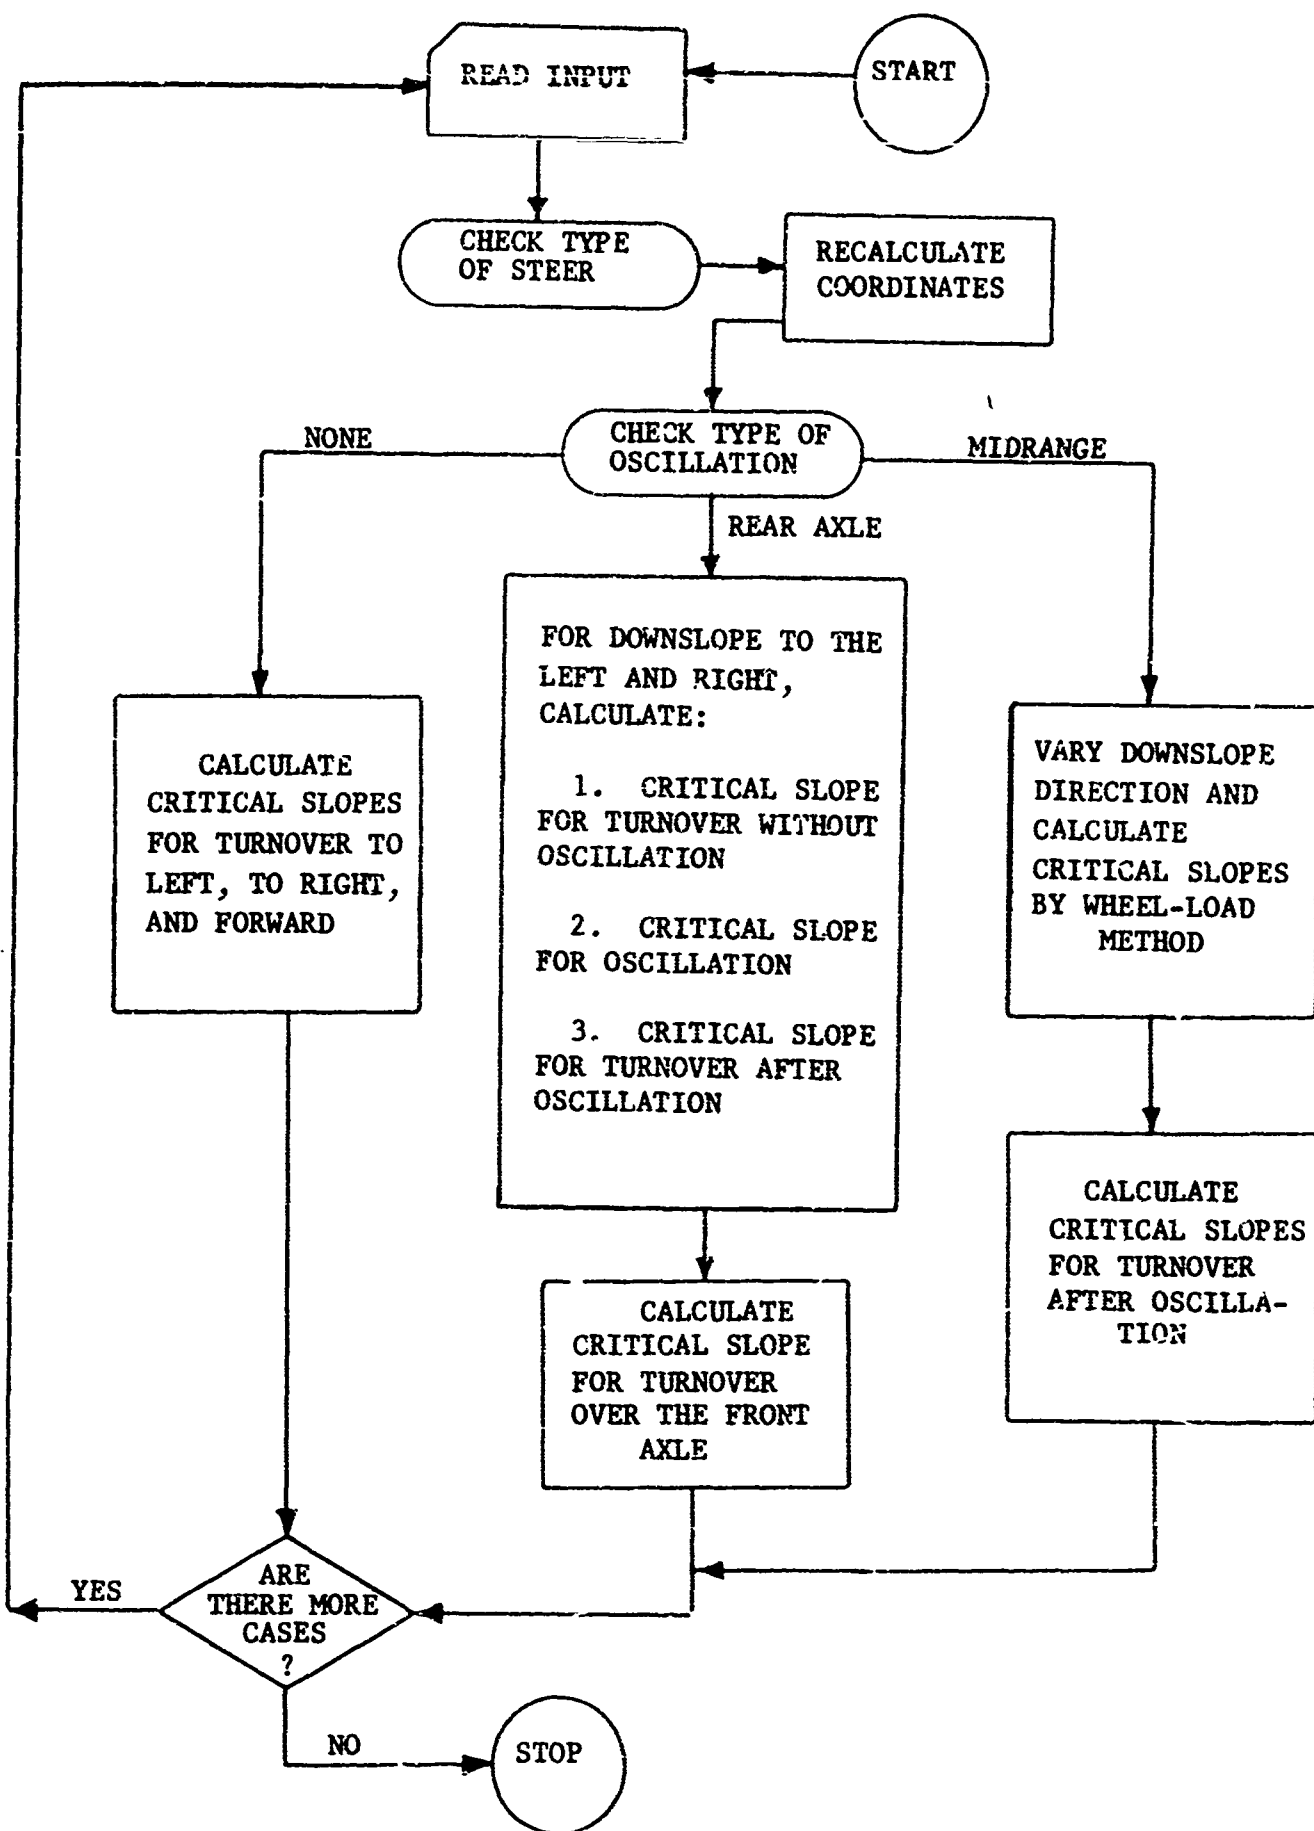 READ INPUT
START
CHECK TYPE
OF STEER
RECALCULATE
COORDINATES
CHECK TYPE OF
OSCILLATION
NONE
MIDRANGE
REAR AXLE
CALCULATE
CRITICAL SLOPES
FOR TURNOVER TO
LEFT, TO RIGHT,
AND FORWARD
FOR DOWNSLOPE TO THE
LEFT AND RIGHT,
CALCULATE:
1. CRITICAL SLOPE
FOR TURNOVER WITHOUT
OSCILLATION
2. CRITICAL SLOPE
FOR OSCILLATION
3. CRITICAL SLOPE
FOR TURNOVER AFTER
OSCILLATION
VARY DOWNSLOPE
DIRECTION AND
CALCULATE
CRITICAL SLOPES
BY WHEEL-LOAD
METHOD
CALCULATE
CRITICAL SLOPE
FOR TURNOVER
OVER THE FRONT
AXLE
CALCULATE
CRITICAL SLOPES
FOR TURNOVER
AFTER OSCILLA-
TION
ARE
THERE MORE
CASES
?
YES
NO
STOP